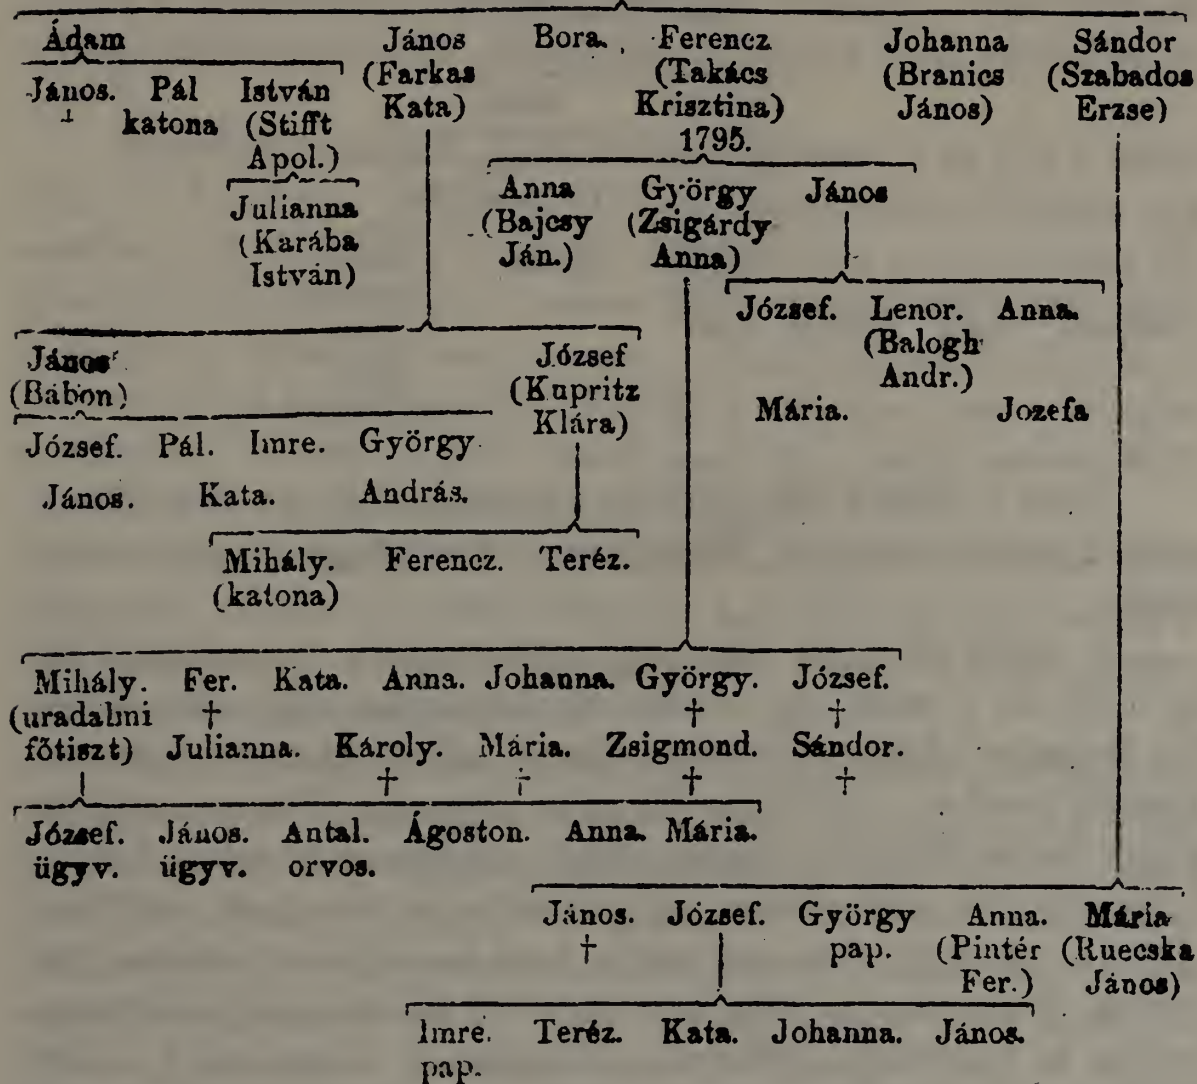 Ádam János Bora. Ferencz Johanna Sándor
(Farkas (Takács (Branics (Szabados
János. Pál István Kata) Krisztina) János) Erzse)
katona (Stifft 1795.
Apol.)
Anna György János
Julianna (Bajcsy (Zsigárdy
(Karába Ján.) Anna)
István)
József. Lenor. Anna.
(Balogh
János József Andr.)
(Bábon) (Kupritz
Klára) Mária. Jozefa
József. Pál. Imre. György
János. Kata. András.
Mihály. Ferencz. Teréz.
(katona)
Mihály. Fer. Kata. Anna. Johanna. György. József.
(uradalmi † † †
főtiszt) Julianna. Károly. Mária. Zsigmond. Sándor.
† † † †
József. János. Antal. Ágoston. Anna. Mária.
ügyv. ügyv. orvos.
János. József. György Anna. Mária
† pap. (Pintér (Ruecska
Fer.) János)
Imre. Teréz. Kata. Johanna. János.
pap.